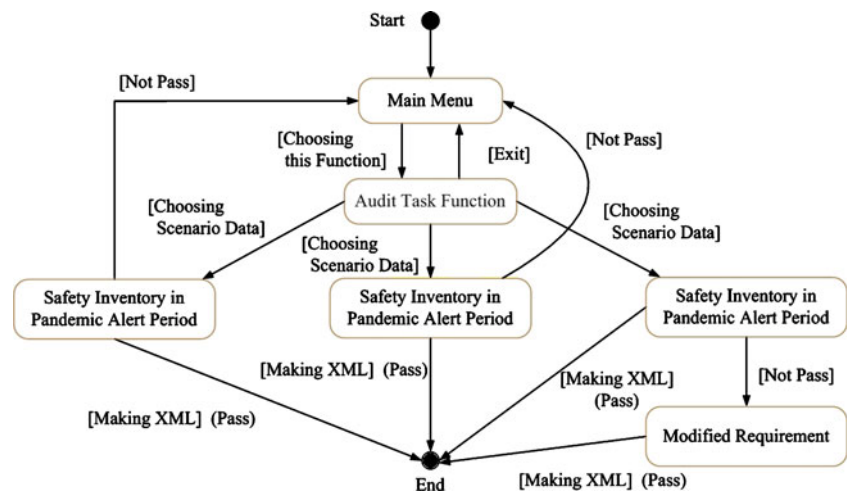 Start
[Not Pass]
Main Menu
[Choosing
this Function]
[Exit]
[Not Pass]
Audit Task Function
[Choosing
Scenario Data]
[Choosing
Scenario Data]
[Choosing
Scenario Data]
Safety Inventory in
Pandemic Alert Period
Safety Inventory in
Pandemic Alert Period
Safety Inventory in
Pandemic Alert Period
[Making XML] (Pass)
[Making XML] (Pass)
[Making XML]
(Pass)
[Not Pass]
Modified Requirement
[Making XML] (Pass)
End